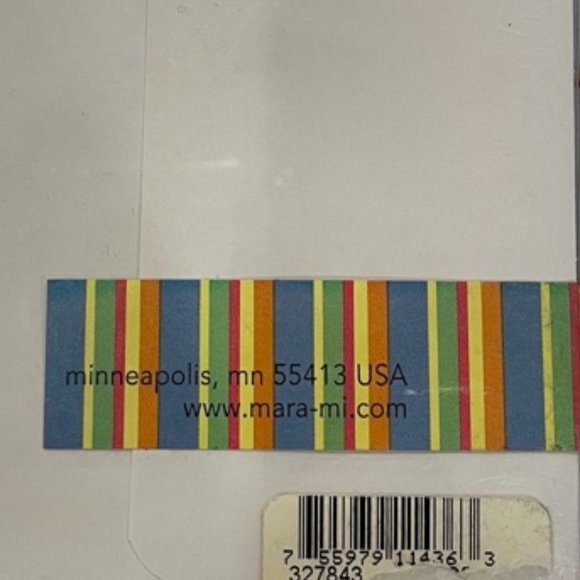 minneapolis, mn 55413 USA
www.mara-mi.com
7 55979 11436 3
327843